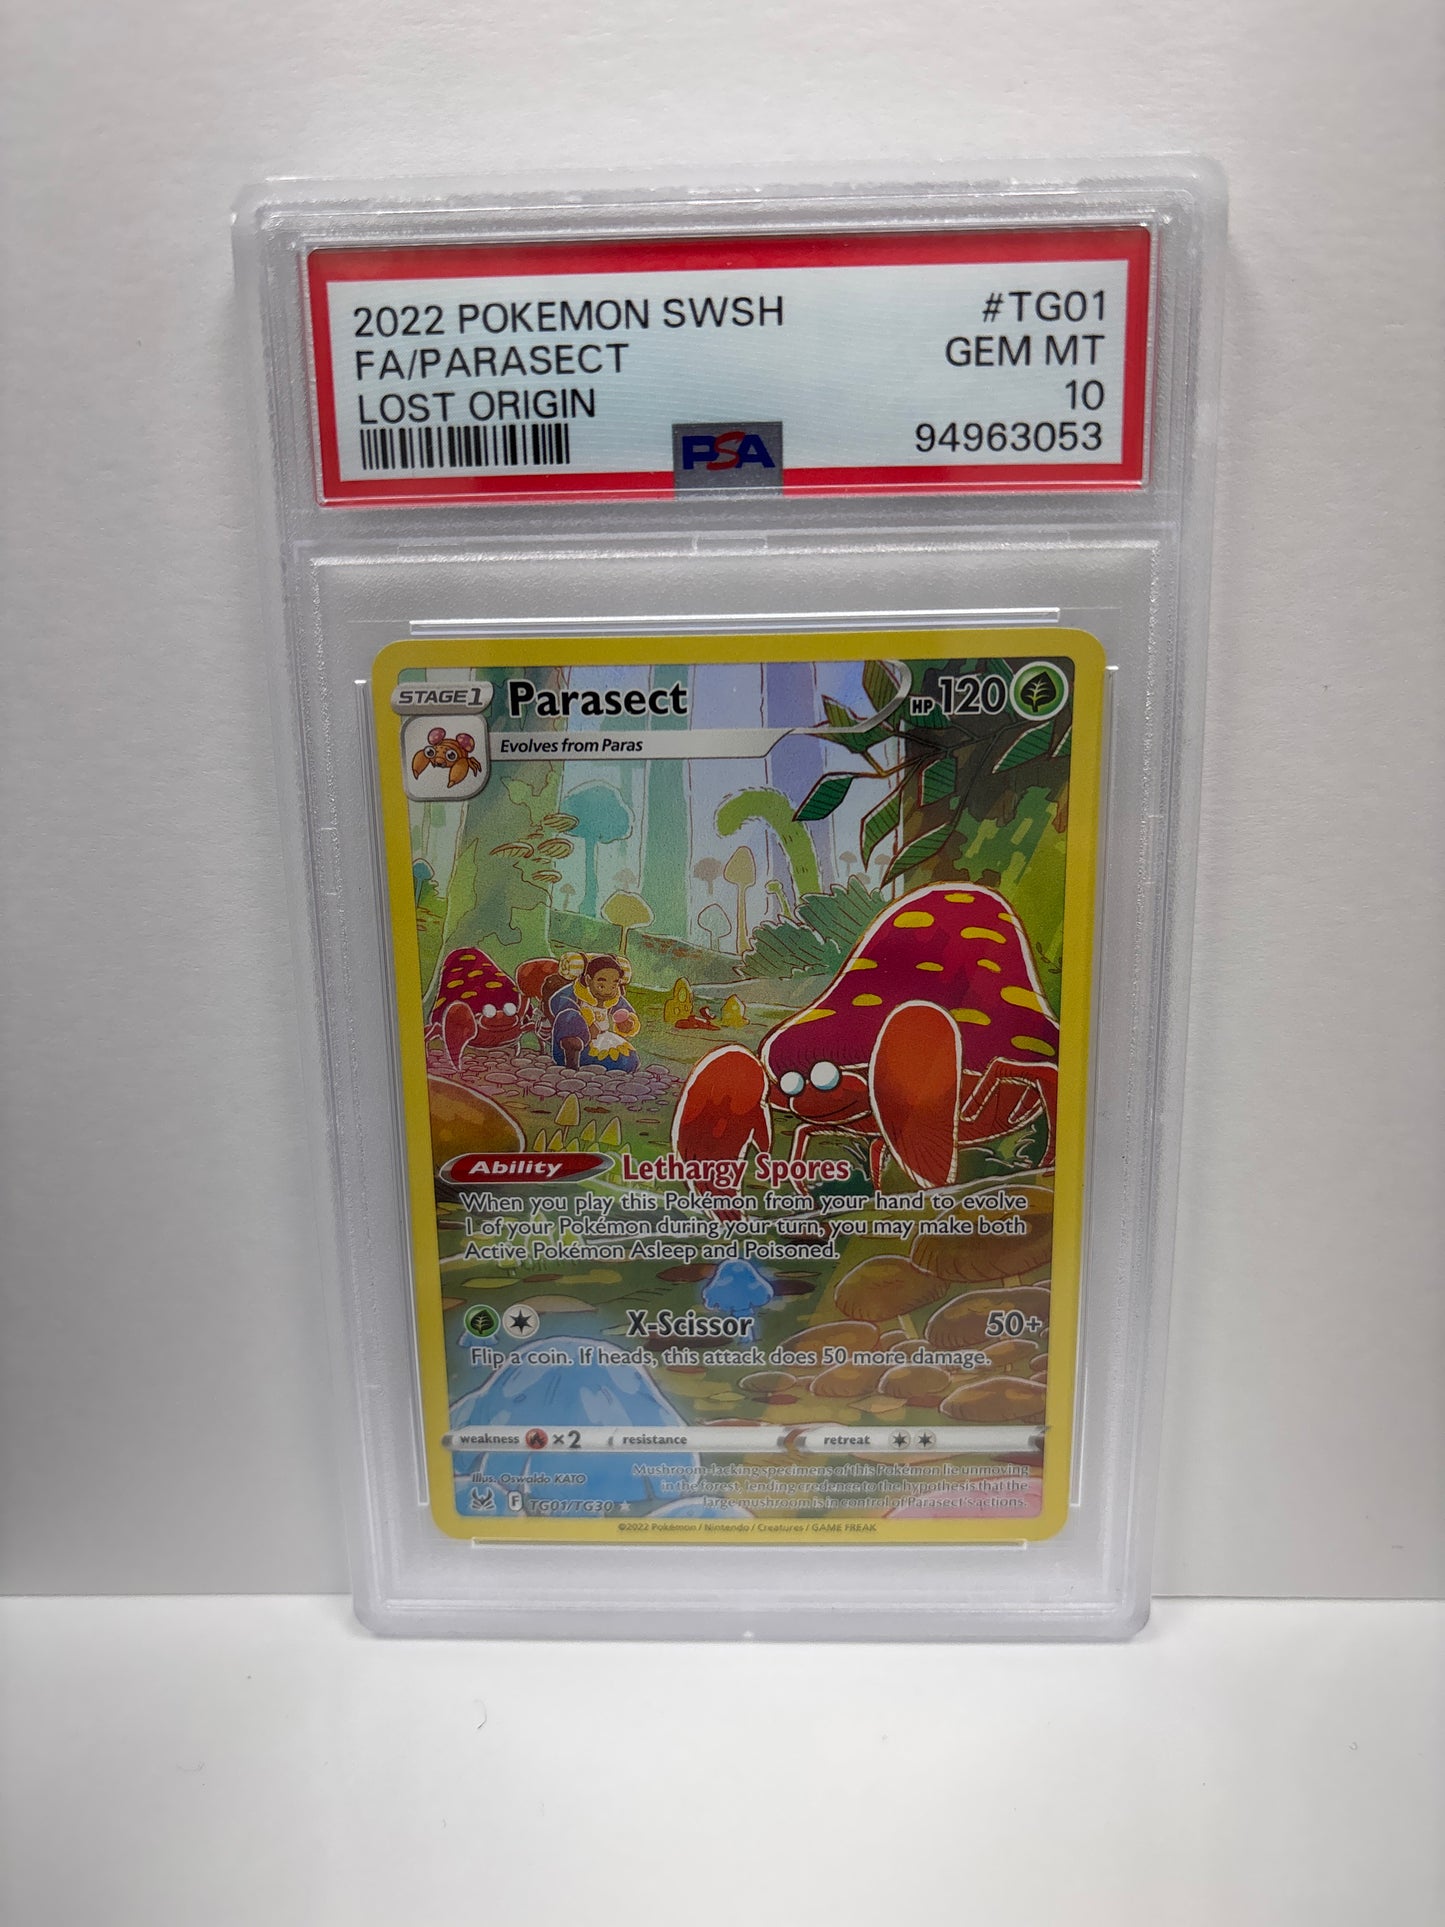 2022 POKEMON SWSH #TG01
FA/PARASECT GEM MT
LOST ORIGIN 10
94963053
PSA
STAGE 1 Parasect HP 120
Evolves from Paras
Ability Lethargy Spores
When you play this Pokémon from your hand to evolve
1 of your Pokémon during your turn, you may make both
Active Pokémon Asleep and Poisoned.
X-Scissor 50+
Flip a coin. If heads, this attack does 50 more damage.
weakness ×2 resistance retreat
Illus. Oswaldo KATO
Mushroom-lacking specimens of this Pokémon lie unmoving
in the forest, lending credence to the hypothesis that the
large mushroom is in control of Parasect's actions.
F TG01/TG30
©2022 Pokémon / Nintendo / Creatures / GAME FREAK